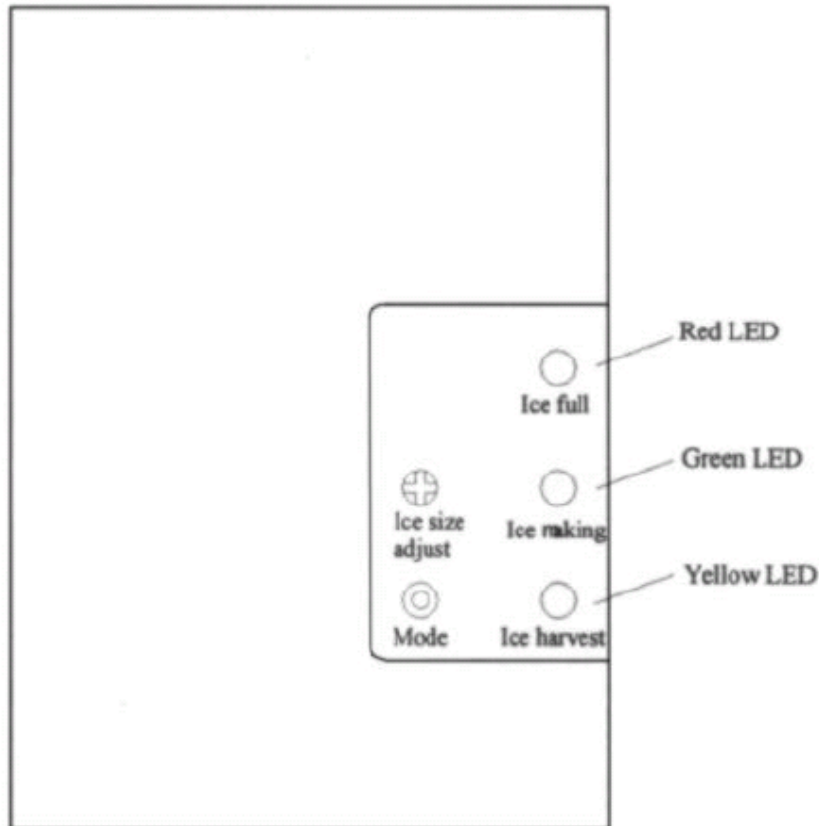 Red LED
Ice full
Green LED
Ice size
adjust
Ice making
Yellow LED
Mode
Ice harvest